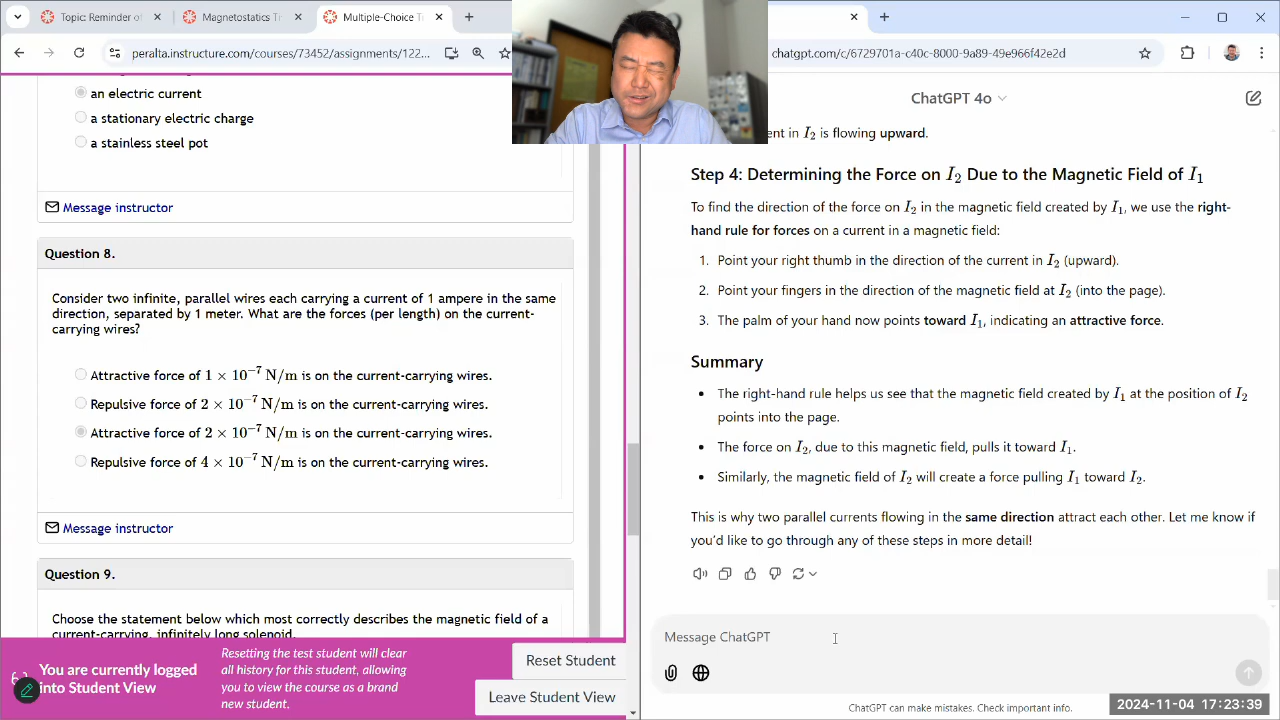 Topic Reminders
Magnetostatics Ti
Multiple-Choice Ti
peralta.instructure.com/courses/73452/assignments/122...
chatgpt.com/c/6729701a-c40c-8000-9a89-49e966f42e2d
an electric current
a stationary electric charge
a stainless steel pot
Message instructor
Question 8.
Consider two infinite, parallel wires each carrying a current of 1 ampere in the same
direction, separated by 1 meter. What are the forces (per length) on the current-
carrying wires?
Attractive force of 1 × 10⁻⁷ N/m is on the current-carrying wires.
Repulsive force of 2 × 10⁻⁷ N/m is on the current-carrying wires.
Attractive force of 2 × 10⁻⁷ N/m is on the current-carrying wires.
Repulsive force of 4 × 10⁻⁷ N/m is on the current-carrying wires.
Message instructor
Question 9.
Choose the statement below which most correctly describes the magnetic field of a
current-carrying, infinitely long solenoid.
You are currently logged
into Student View
Resetting the test student will clear
all history for this student, allowing
you to view the course as a brand
new student.
Reset Student
Leave Student View
ChatGPT 4o
ent in I₂ is flowing upward.
Step 4: Determining the Force on I₂ Due to the Magnetic Field of I₁
To find the direction of the force on I₂ in the magnetic field created by I₁, we use the right-
hand rule for forces on a current in a magnetic field:
1. Point your right thumb in the direction of the current in I₂ (upward).
2. Point your fingers in the direction of the magnetic field at I₂ (into the page).
3. The palm of your hand now points toward I₁, indicating an attractive force.
Summary
• The right-hand rule helps us see that the magnetic field created by I₁ at the position of I₂
points into the page.
• The force on I₂, due to this magnetic field, pulls it toward I₁.
• Similarly, the magnetic field of I₂ will create a force pulling I₁ toward I₂.
This is why two parallel currents flowing in the same direction attract each other. Let me know if
you'd like to go through any of these steps in more detail!
Message ChatGPT
ChatGPT can make mistakes. Check important info.
2024-11-04 17:23:39